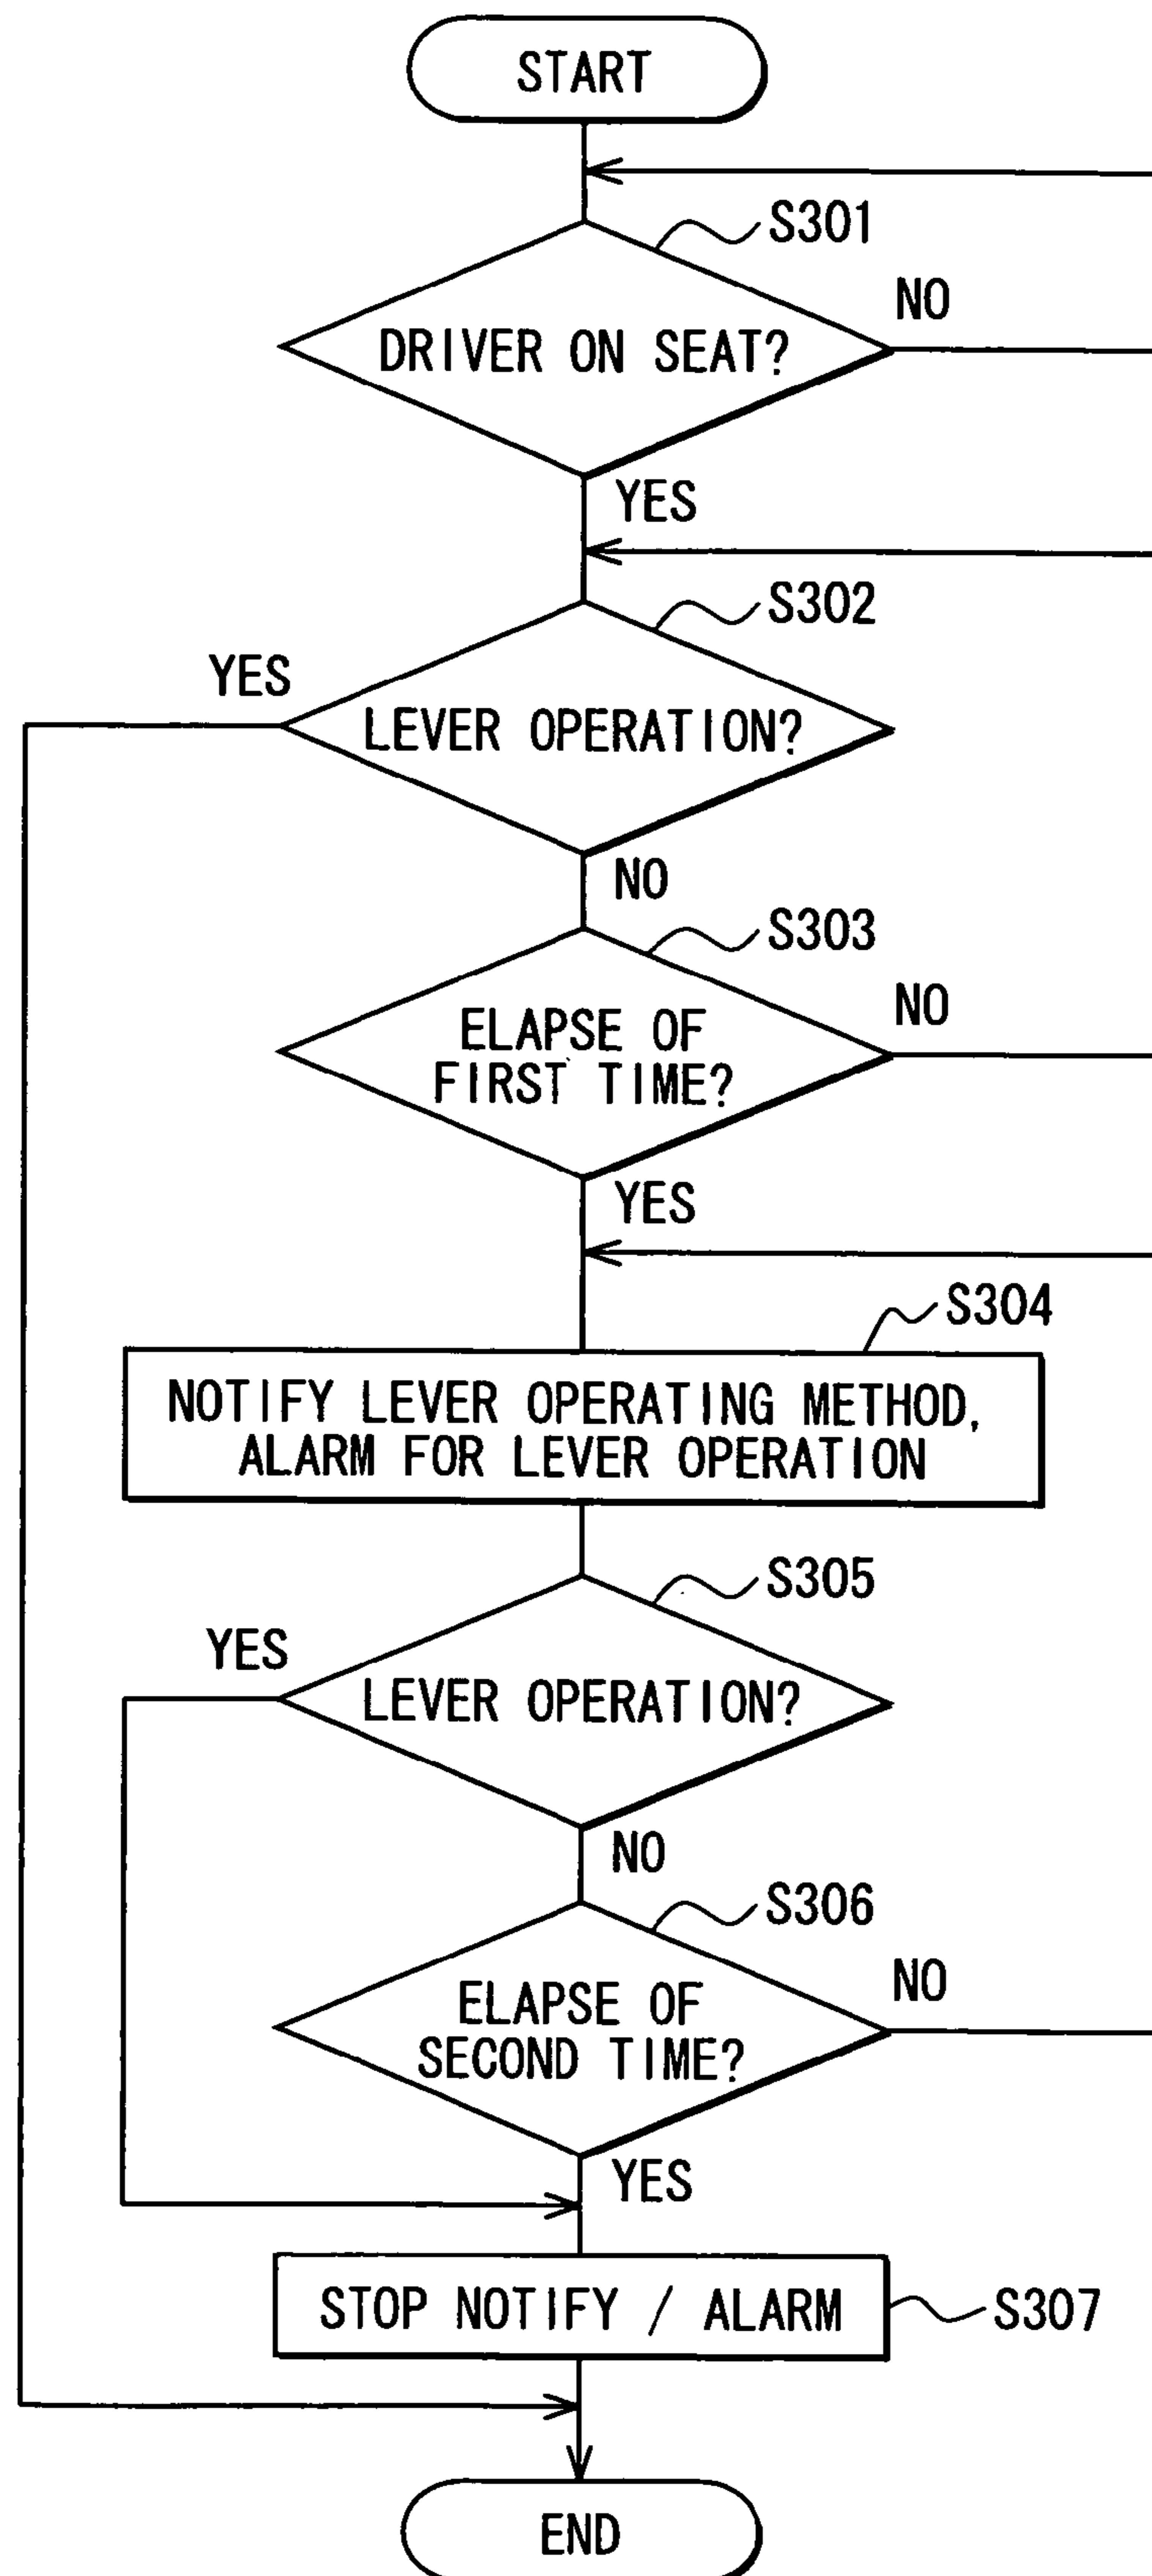 START
S301
NO
DRIVER ON SEAT?
YES
S302
YES
LEVER OPERATION?
NO
S303
NO
ELAPSE OF
FIRST TIME?
YES
S304
NOTIFY LEVER OPERATING METHOD,
ALARM FOR LEVER OPERATION
S305
YES
LEVER OPERATION?
NO
S306
NO
ELAPSE OF
SECOND TIME?
YES
STOP NOTIFY / ALARM
S307
END